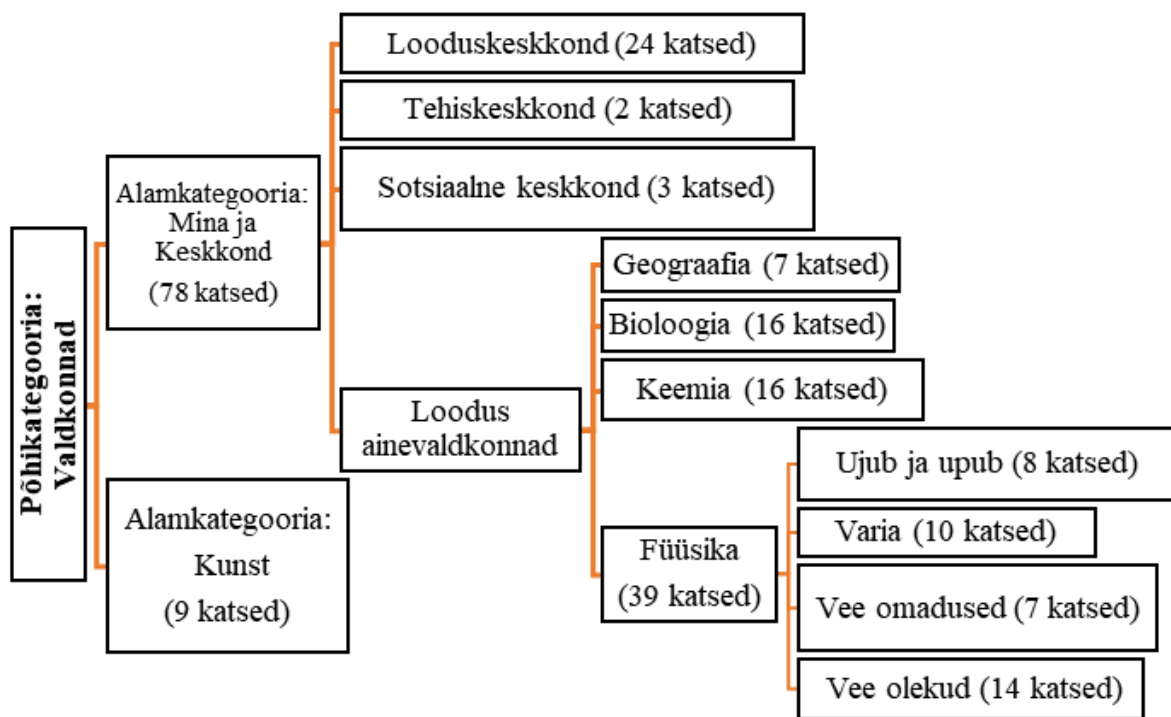 Põhikategooria:
Valdkonnad
Alamkategooria:
Mina ja
Keskkond
(78 katsed)
Alamkategooria:
Kunst
(9 katsed)
Looduskeskkond (24 katsed)
Tehiskeskkond (2 katsed)
Sotsiaalne keskkond (3 katsed)
Loodus
ainevaldkonnad
Geograafia (7 katsed)
Bioloogia (16 katsed)
Keemia (16 katsed)
Füüsika
(39 katsed)
Ujub ja upub (8 katsed)
Varia (10 katsed)
Vee omadused (7 katsed)
Vee olekud (14 katsed)